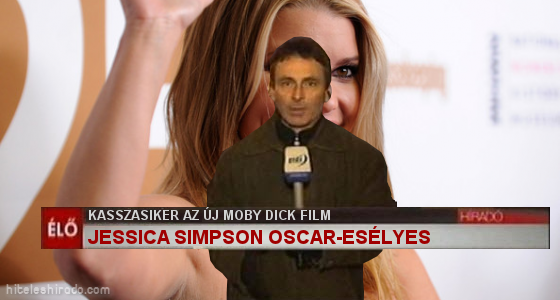 KASSZASIKER AZ ÚJ MOBY DICK FILM
HÍRADÓ
ÉLŐ
JESSICA SIMPSON OSCAR-ESÉLYES
hiteleshirado.com